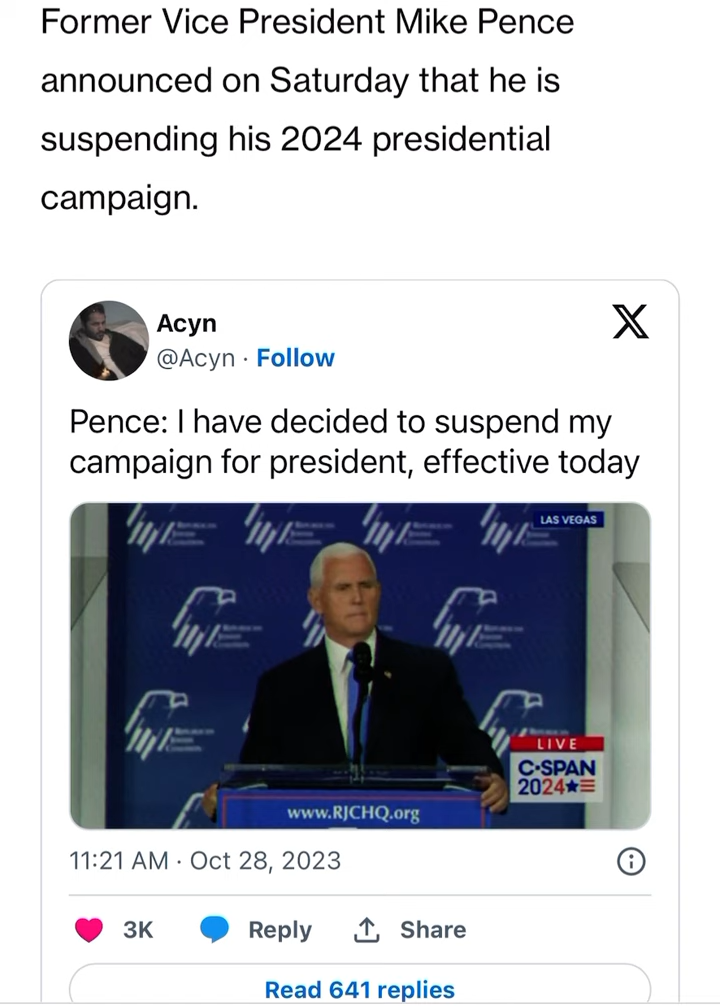 Former Vice President Mike Pence
announced on Saturday that he is
suspending his 2024 presidential
campaign.
Acyn
@Acyn · Follow
Pence: I have decided to suspend my
campaign for president, effective today
LAS VEGAS
LIVE
C-SPAN
2024
www.RJCHQ.org
11:21 AM · Oct 28, 2023
3K
Reply
Share
Read 641 replies